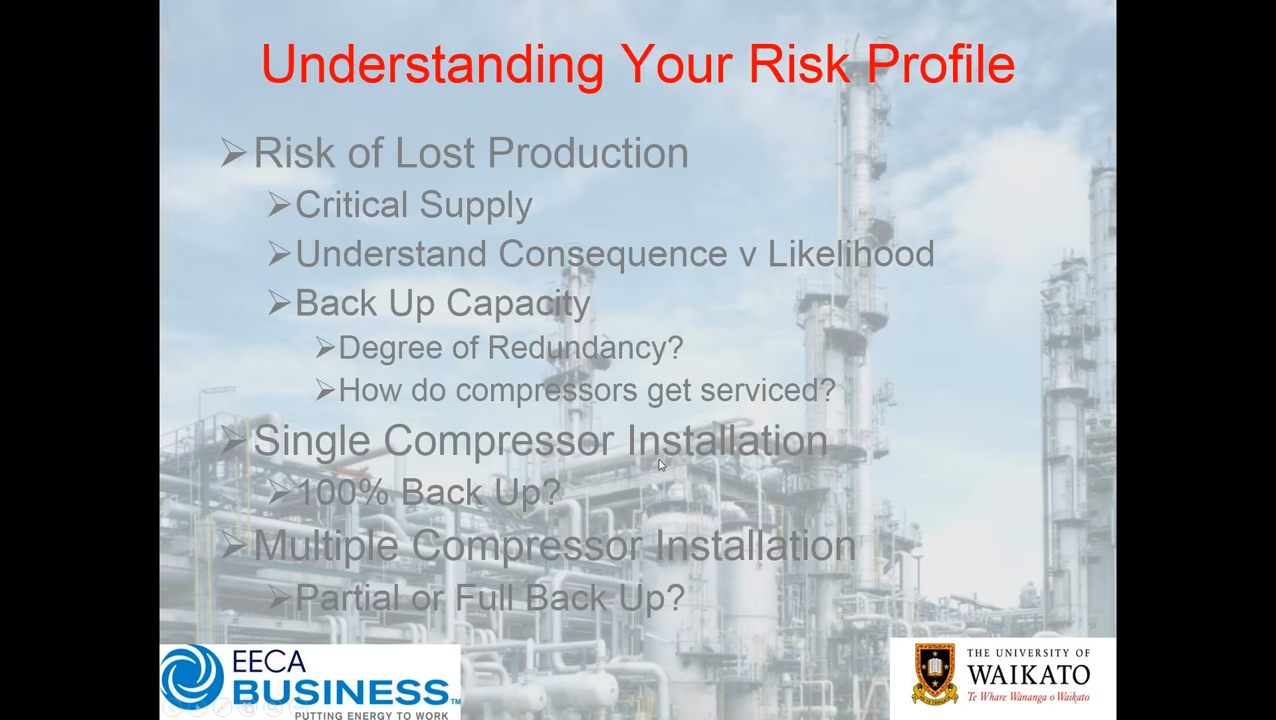 Understanding Your Risk Profile
Risk of Lost Production
Critical Supply
Understand Consequence v Likelihood
Back Up Capacity
Degree of Redundancy?
How do compressors get serviced?
Single Compressor Installation
100% Back Up?
Multiple Compressor Installation
Partial or Full Back Up?
EECA
BUSINESS™
PUTTING ENERGY TO WORK
THE UNIVERSITY OF
WAIKATO
Te Whare Wānanga o Waikato